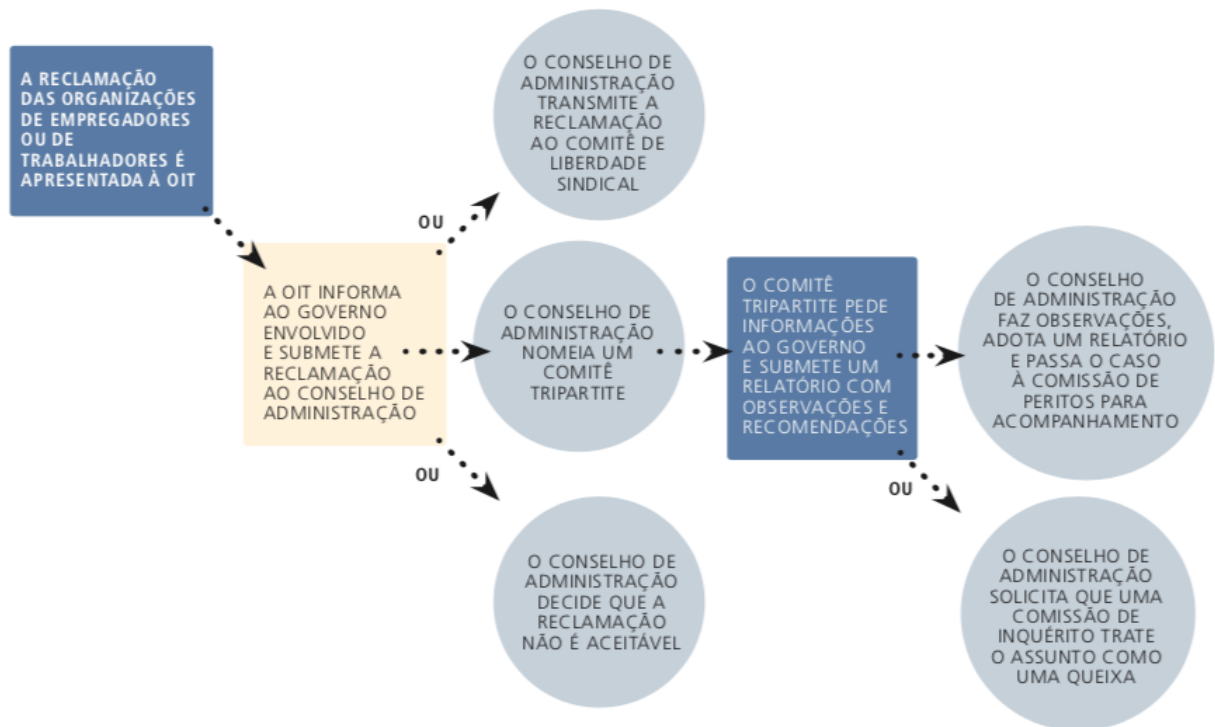 A RECLAMAÇÃO
DAS ORGANIZAÇÕES
DE EMPREGADORES
OU DE
TRABALHADORES É
APRESENTADA À OIT
OU
A OIT INFORMA
AO GOVERNO
ENVOLVIDO
E SUBMETE A
RECLAMAÇÃO
AO CONSELHO DE
ADMINISTRAÇÃO
OU
O CONSELHO DE
ADMINISTRAÇÃO
TRANSMITE A
RECLAMAÇÃO
AO COMITÊ DE
LIBERDADE
SINDICAL
O CONSELHO DE
ADMINISTRAÇÃO
NOMEIA UM
COMITÊ
TRIPARTITE
O CONSELHO DE
ADMINISTRAÇÃO
DECIDE QUE A
RECLAMAÇÃO
NÃO É ACEITÁVEL
O COMITÊ
TRIPARTITE PEDE
INFORMAÇÕES
AO GOVERNO
E SUBMETE UM
RELATÓRIO COM
OBSERVAÇÕES E
RECOMENDAÇÕES
OU
O CONSELHO
DE ADMINISTRAÇÃO
FAZ OBSERVAÇÕES,
ADOTA UM RELATÓRIO
E PASSA O CASO
À COMISSÃO DE
PERITOS PARA
ACOMPANHAMENTO
O CONSELHO DE
ADMINISTRAÇÃO
SOLICITA QUE UMA
COMISSÃO DE
INQUÉRITO TRATE
O ASSUNTO COMO
UMA QUEIXA